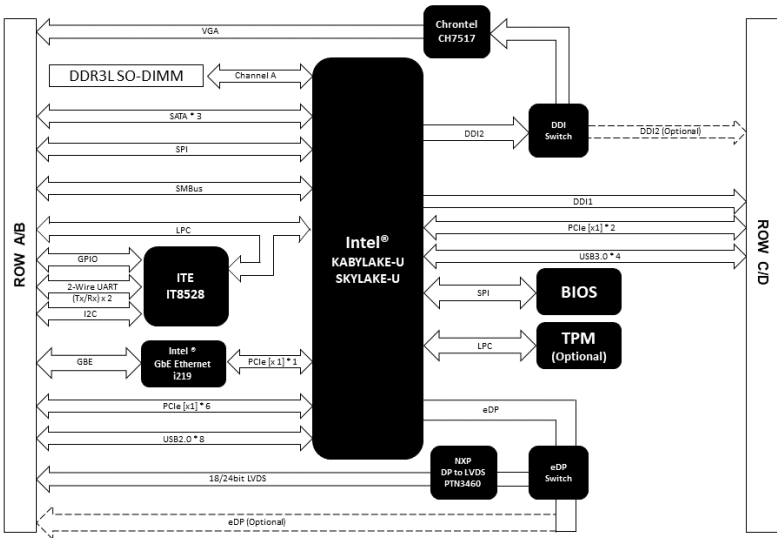 Chrontel
CH7517
VGA
DDR3L SO-DIMM
Channel A
SATA * 3
DDI2
DDI
Switch
DDI2 (Optional)
SPI
SMBus
DDI1
LPC
PCIe [x1] * 2
ROW A/B
Intel®
KABYLAKE-U
SKYLAKE-U
ROW C/D
GPIO
ITE
IT8528
USB3.0 * 4
2-Wire UART
(Tx/Rx) x 2
SPI
BIOS
I2C
TPM
(Optional)
LPC
GBE
Intel ®
GbE Ethernet
i219
PCIe [x 1] * 1
PCIe [x1] * 6
eDP
USB2.0 * 8
18/24bit LVDS
NXP
DP to LVDS
PTN3460
eDP
Switch
eDP (Optional)